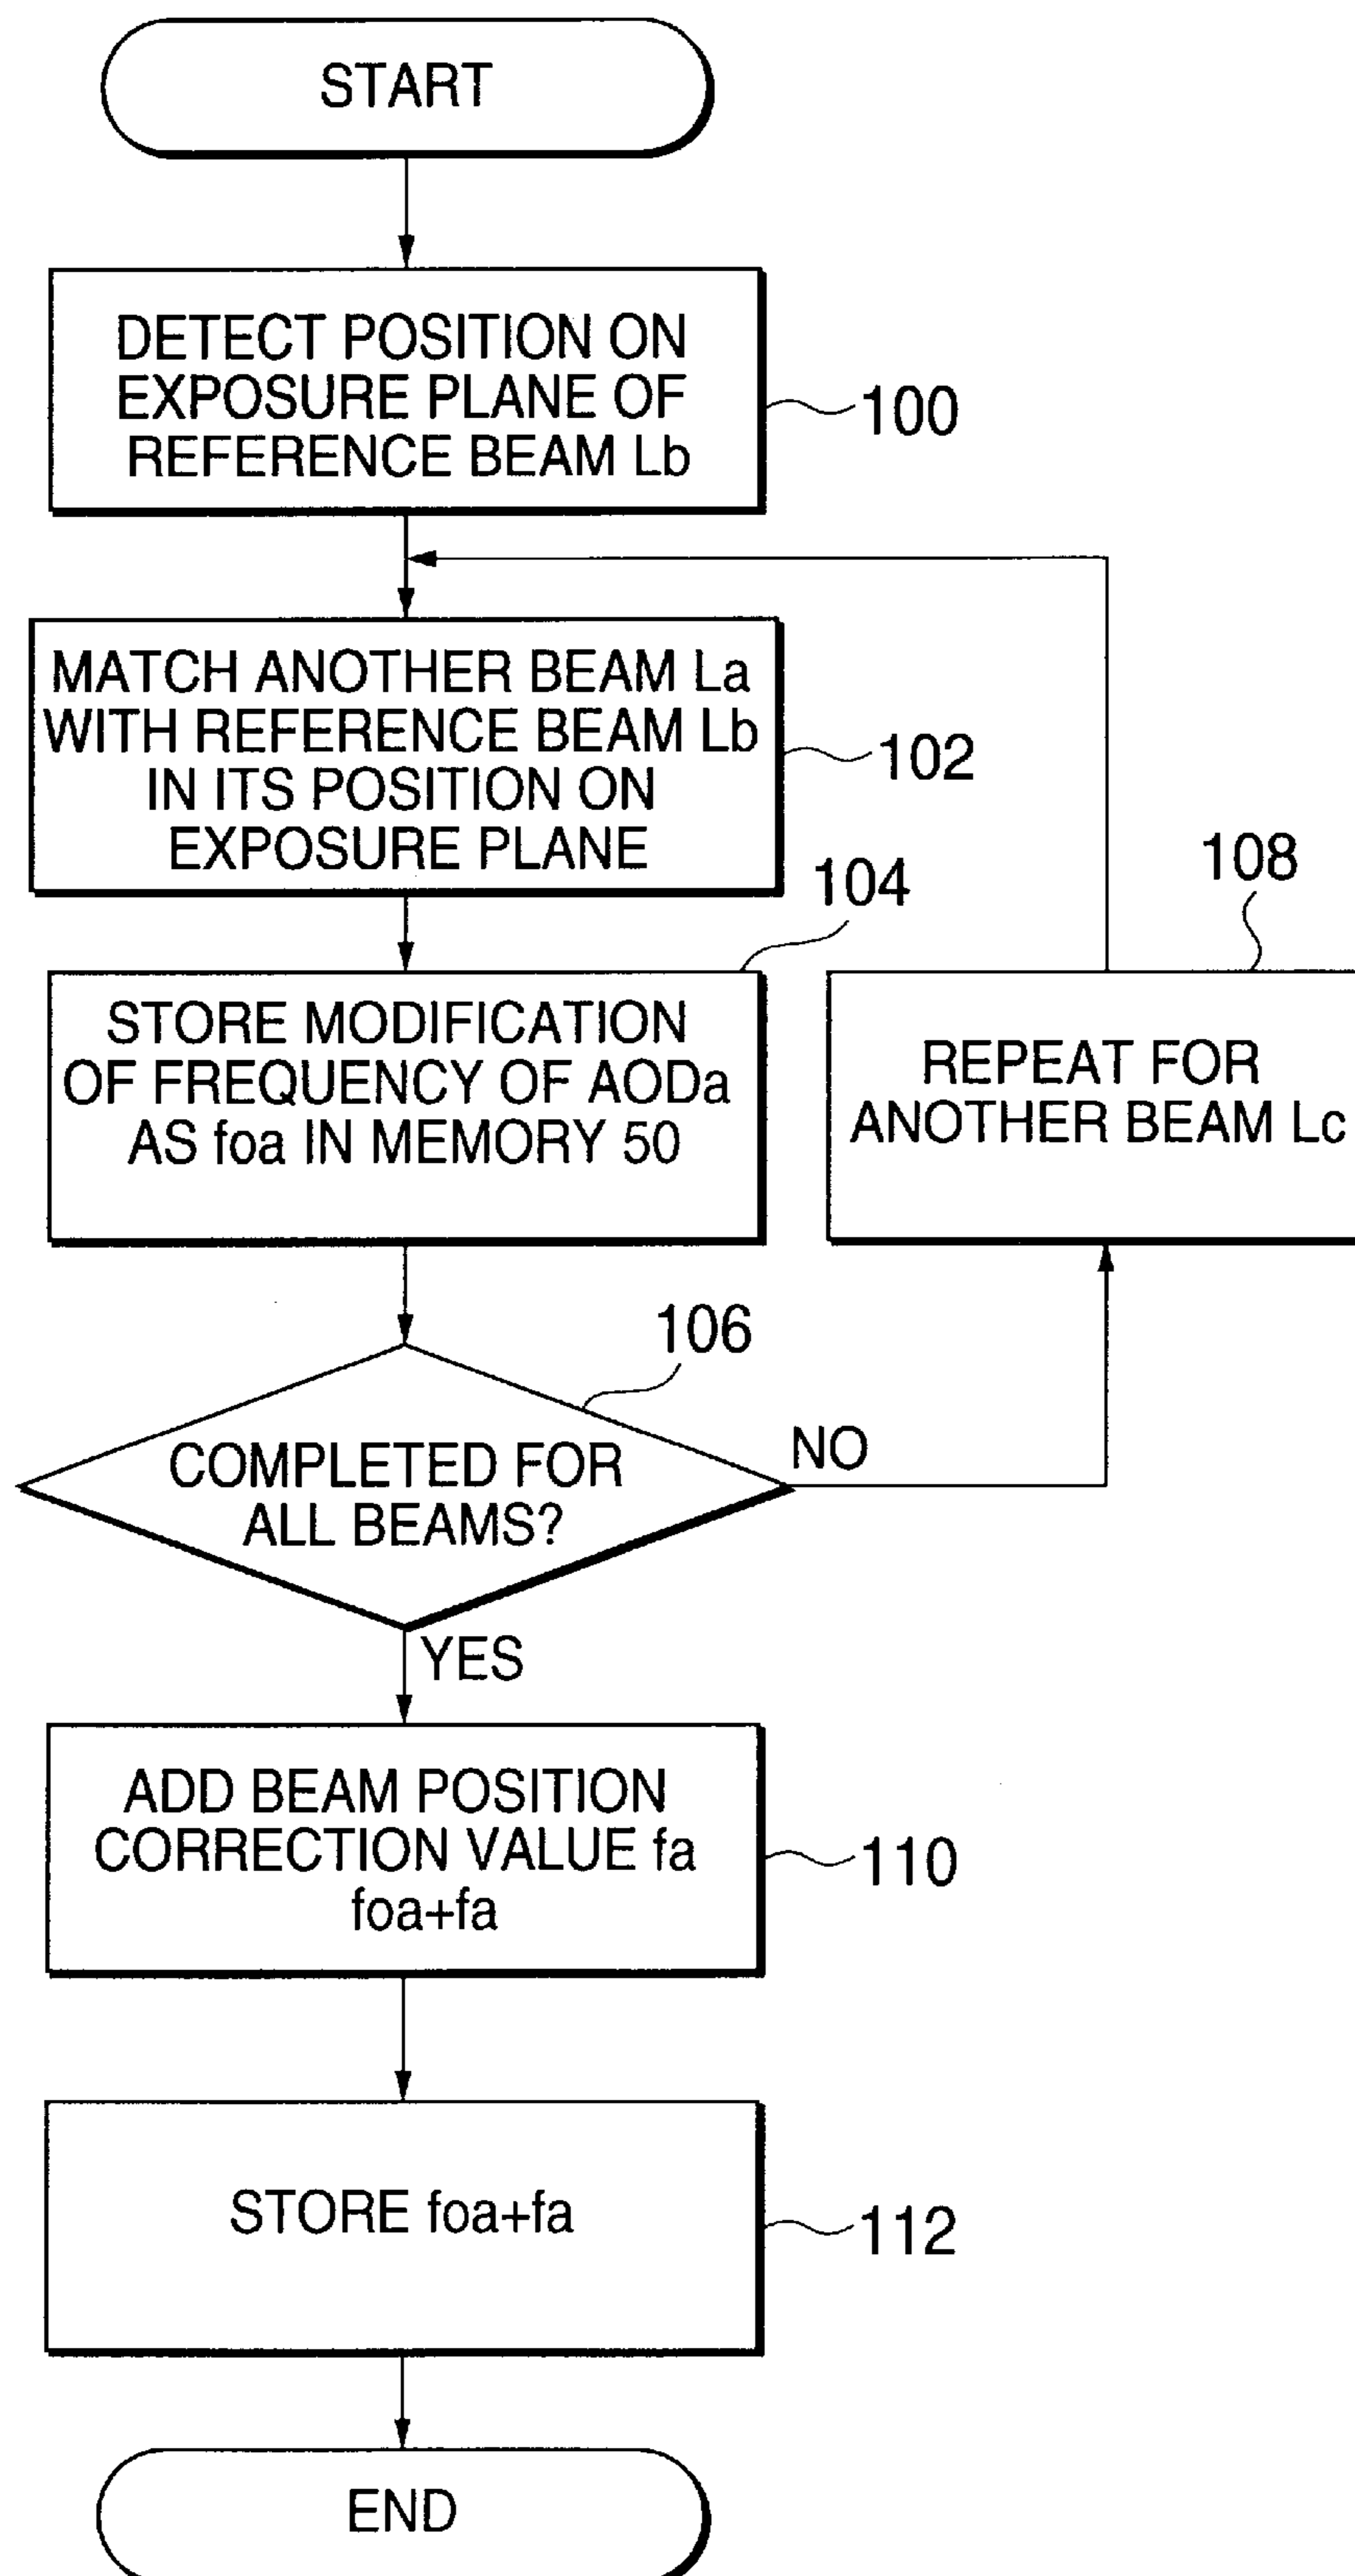 START
DETECT POSITION ON
EXPOSURE PLANE OF
REFERENCE BEAM Lb
100
MATCH ANOTHER BEAM La
WITH REFERENCE BEAM Lb
IN ITS POSITION ON
EXPOSURE PLANE
102
104
STORE MODIFICATION
OF FREQUENCY OF AODa
AS foa IN MEMORY 50
108
REPEAT FOR
ANOTHER BEAM Lc
106
COMPLETED FOR
ALL BEAMS?
NO
YES
ADD BEAM POSITION
CORRECTION VALUE fa
foa+fa
110
STORE foa+fa
112
END